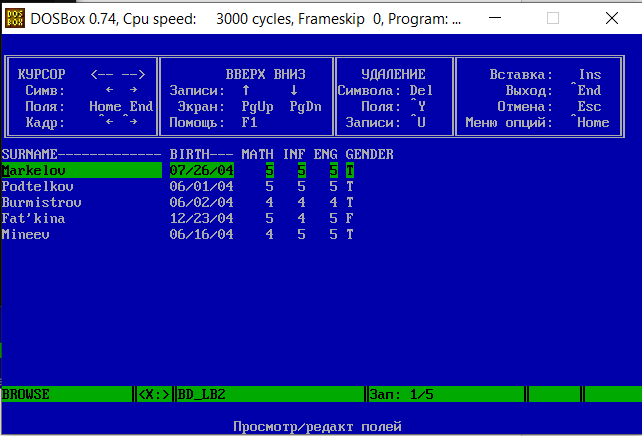 DOSBox 0.74, Cpu speed: 3000 cycles, Frameskip 0, Program: ...
КУРСОР <-- --> ВВЕРХ ВНИЗ УДАЛЕНИЕ Вставка: Ins
Симв: ← → Записи: ↑ ↓ Символа: Del Выход: ^End
Поля: Home End Экран: PgUp PgDn Поля: ^Y Отмена: Esc
Кадр: ^← ^→ Помощь: F1 Записи: ^U Меню опций: ^Home
SURNAME------------- BIRTH--- MATH INF ENG GENDER
Markelov 07/26/04 5 5 5 T
Podtelkov 06/01/04 5 5 5 T
Burmistrov 06/02/04 4 4 4 T
Fat'kina 12/23/04 5 4 5 F
Mineev 06/16/04 4 5 5 T
BROWSE <X:> BD_LB2 Зап: 1/5
Просмотр/редакт полей